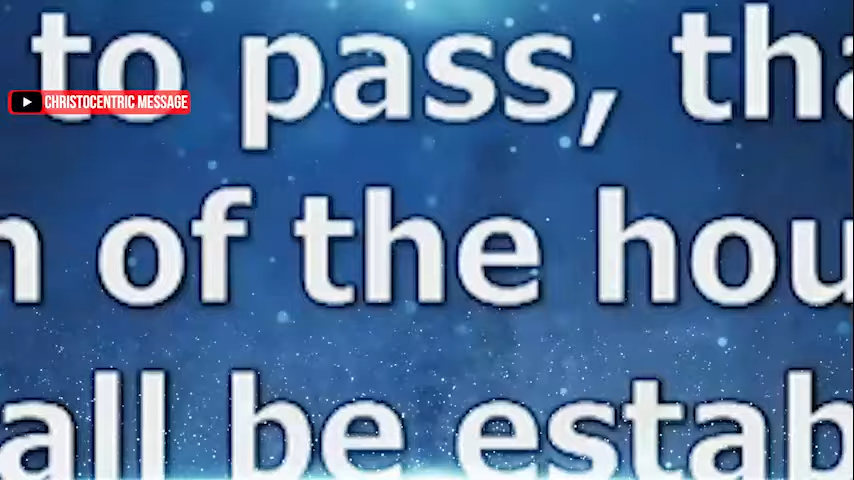 to pass, tha
CHRISTOCENTRIC MESSAGE
n of the hou
all be estab